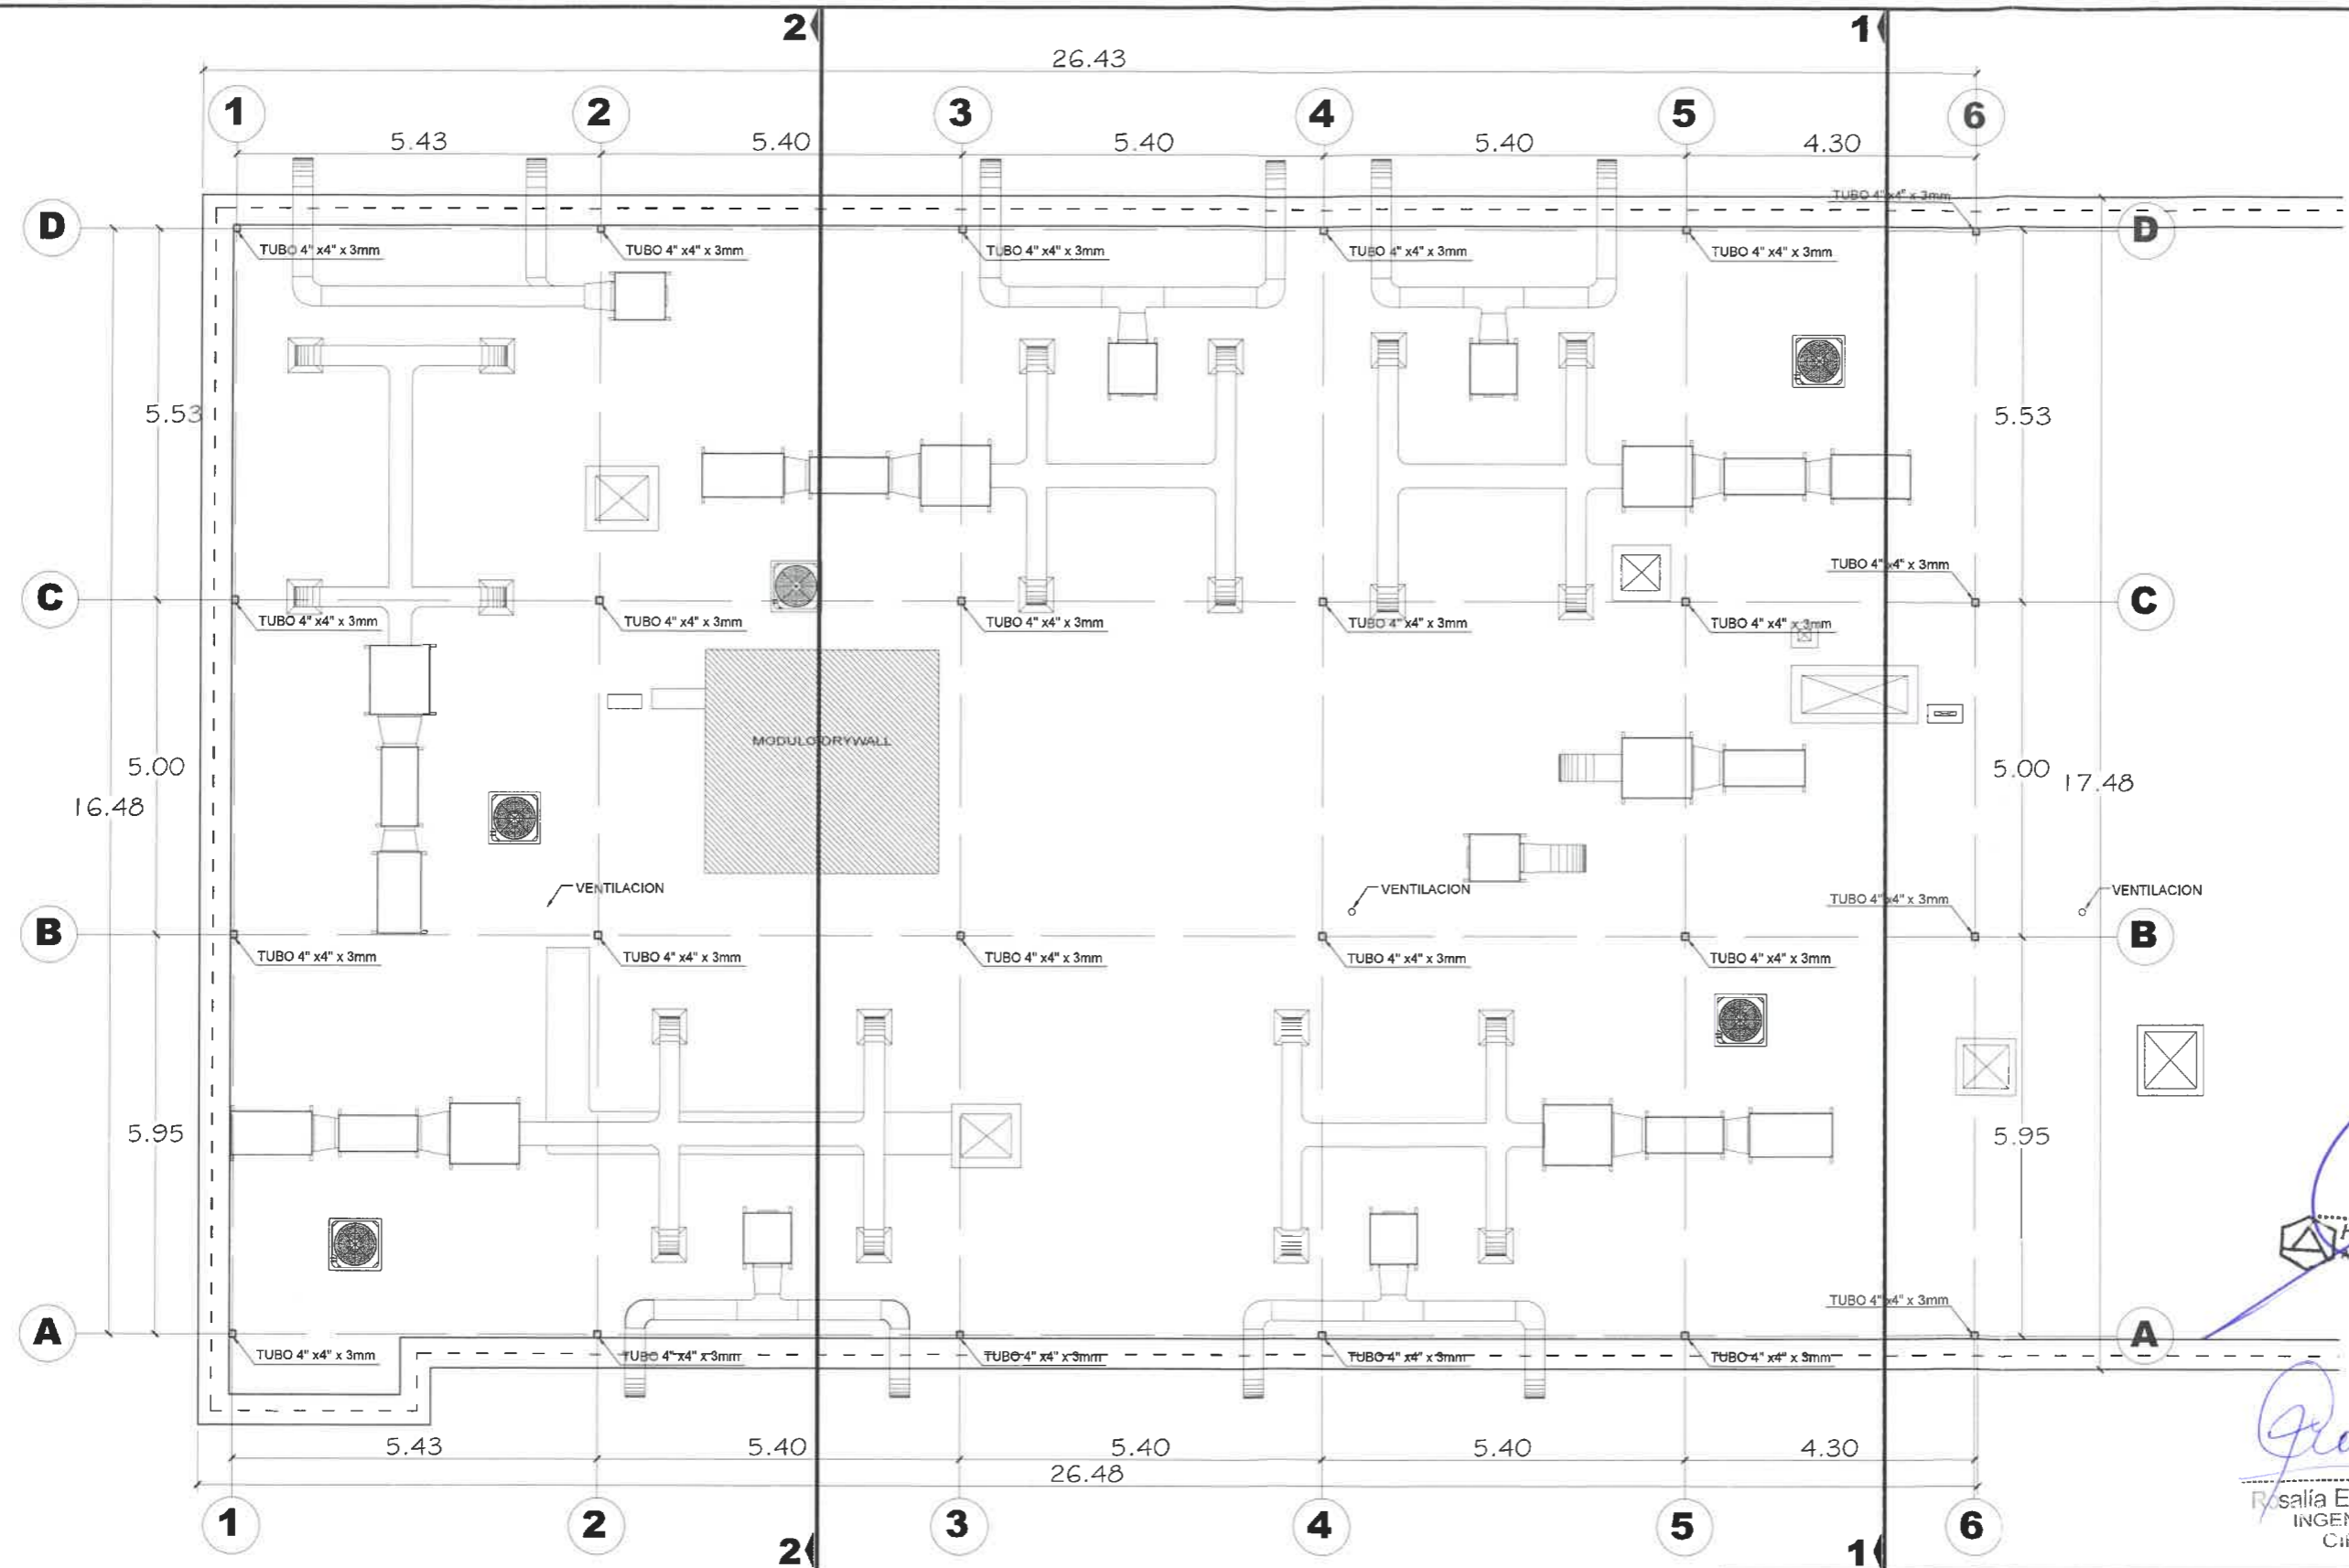 2 1
26.43
1 2 3 4 5 6
5.43 5.40 5.40 5.40 4.30
TUBO 4" x4" x 3mm
D D
TUBO 4" x4" x 3mm TUBO 4" x4" x 3mm TUBO 4" x4" x 3mm TUBO 4" x4" x 3mm TUBO 4" x4" x 3mm
5.53 5.53
TUBO 4" x4" x 3mm
C C
TUBO 4" x4" x 3mm TUBO 4" x4" x 3mm TUBO 4" x4" x 3mm TUBO 4" x4" x 3mm TUBO 4" x4" x 3mm
MODULO DRYWALL
5.00 5.00
16.48 17.48
VENTILACION VENTILACION VENTILACION
TUBO 4" x4" x 3mm
B B
TUBO 4" x4" x 3mm TUBO 4" x4" x 3mm TUBO 4" x4" x 3mm TUBO 4" x4" x 3mm TUBO 4" x4" x 3mm
5.95 5.95
TUBO 4" x4" x 3mm
A A
TUBO 4" x4" x 3mm TUBO 4" x4" x 3mm TUBO 4" x4" x 3mm TUBO 4" x4" x 3mm TUBO 4" x4" x 3mm
5.43 5.40 5.40 5.40 4.30
26.48
1 2 3 4 5 6
2 1
Rosalía E
INGEN